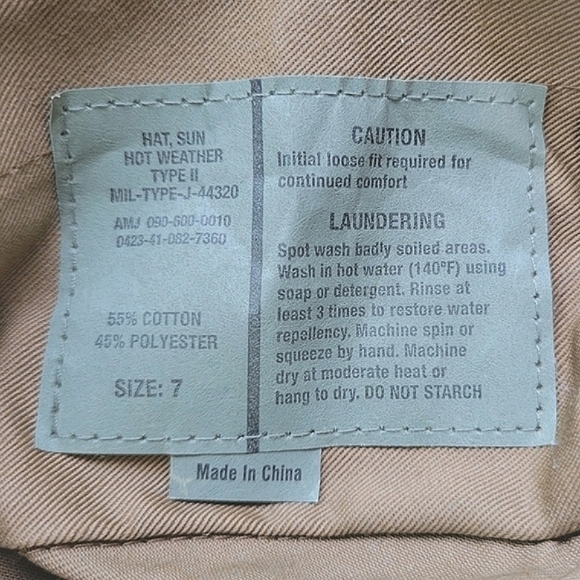 HAT, SUN
HOT WEATHER
TYPE II
MIL-TYPE-J-44320
AMJ 090-600-0010
0423-41-082-7360
55% COTTON
45% POLYESTER
SIZE: 7
CAUTION
Initial loose fit required for
continued comfort
LAUNDERING
Spot wash badly soiled areas.
Wash in hot water (140ºF) using
soap or detergent. Rinse at
least 3 times to restore water
repellency. Machine spin or
squeeze by hand. Machine
dry at moderate heat or
hang to dry. DO NOT STARCH
Made In China